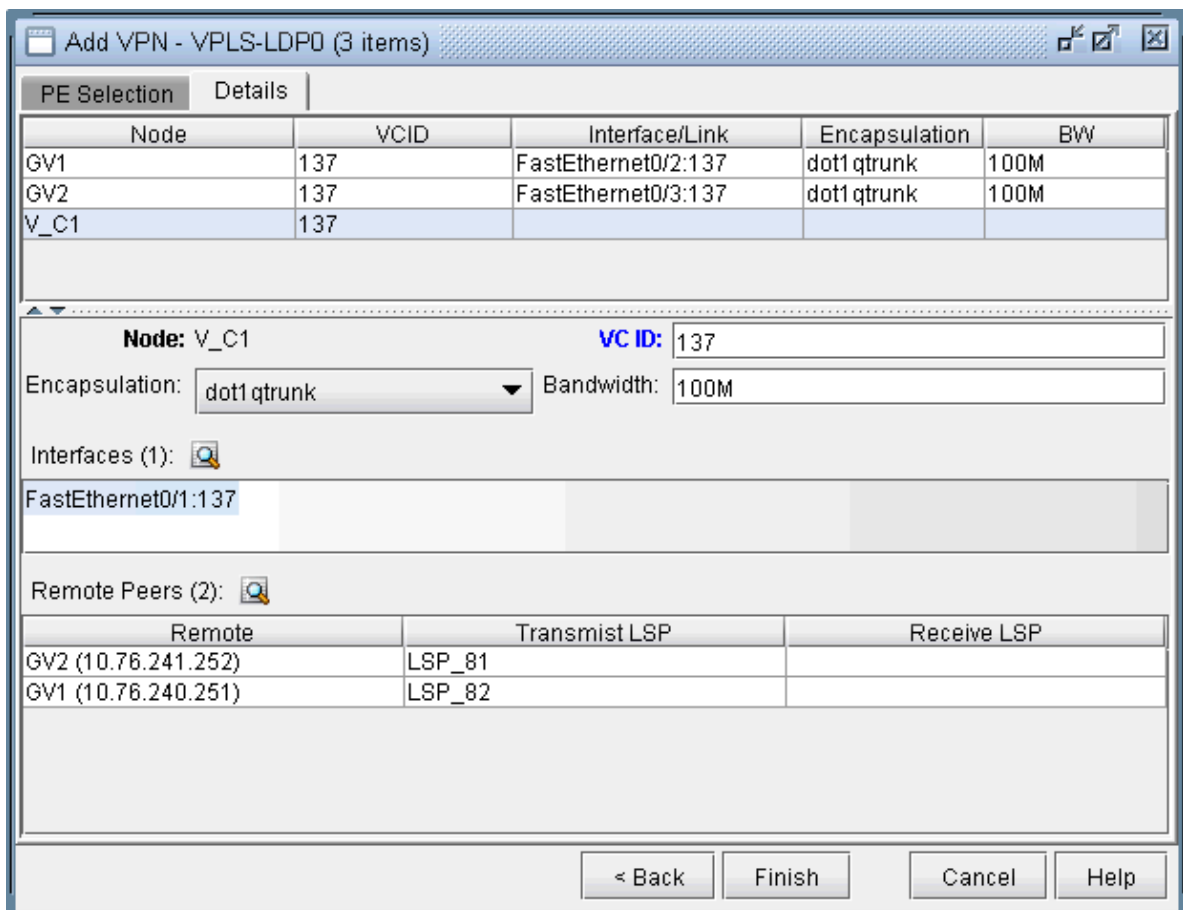 Add VPN - VPLS-LDP0 (3 items)
PE Selection Details
Node VCID Interface/Link Encapsulation BW
GV1 137 FastEthernet0/2:137 dot1qtrunk 100M
GV2 137 FastEthernet0/3:137 dot1qtrunk 100M
V_C1 137
Node: V_C1 VC ID: 137
Encapsulation: dot1qtrunk Bandwidth: 100M
Interfaces (1):
FastEthernet0/1:137
Remote Peers (2):
Remote Transmist LSP Receive LSP
GV2 (10.76.241.252) LSP_81
GV1 (10.76.240.251) LSP_82
< Back Finish Cancel Help